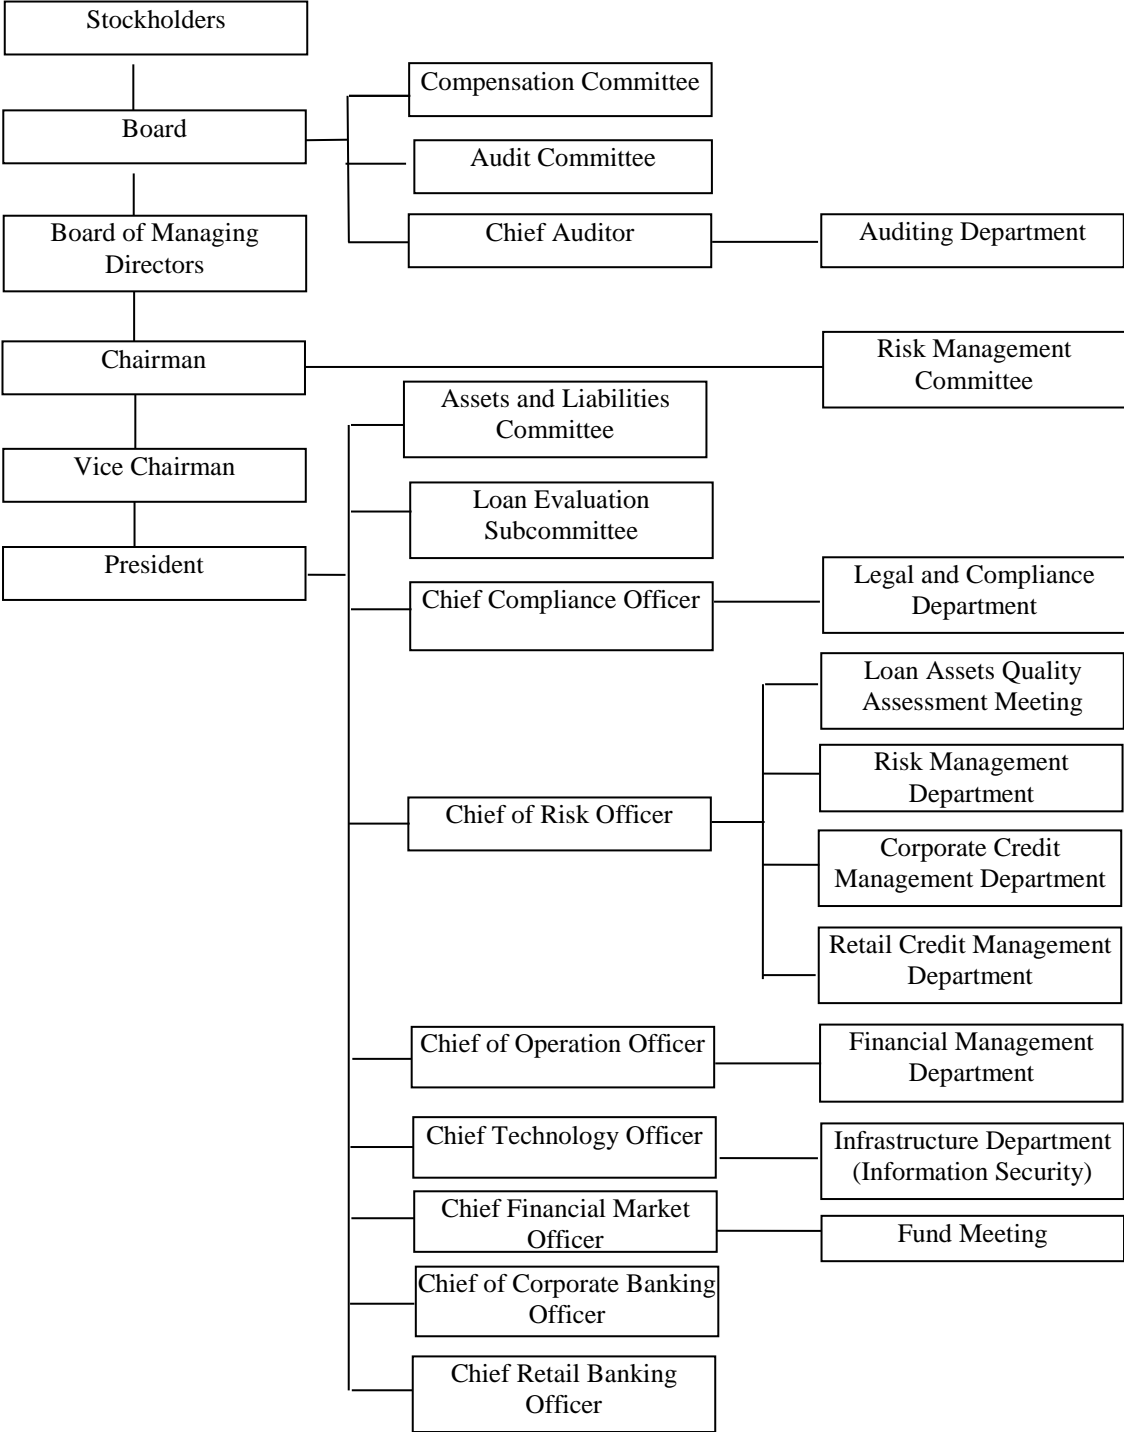 Stockholders
Compensation Committee
Board
Audit Committee
Board of Managing
Directors
Chief Auditor
Auditing Department
Chairman
Risk Management
Committee
Assets and Liabilities
Committee
Vice Chairman
Loan Evaluation
Subcommittee
President
Chief Compliance Officer
Legal and Compliance
Department
Loan Assets Quality
Assessment Meeting
Risk Management
Department
Chief of Risk Officer
Corporate Credit
Management Department
Retail Credit Management
Department
Chief of Operation Officer
Financial Management
Department
Chief Technology Officer
Infrastructure Department
(Information Security)
Chief Financial Market
Officer
Fund Meeting
Chief of Corporate Banking
Officer
Chief Retail Banking
Officer